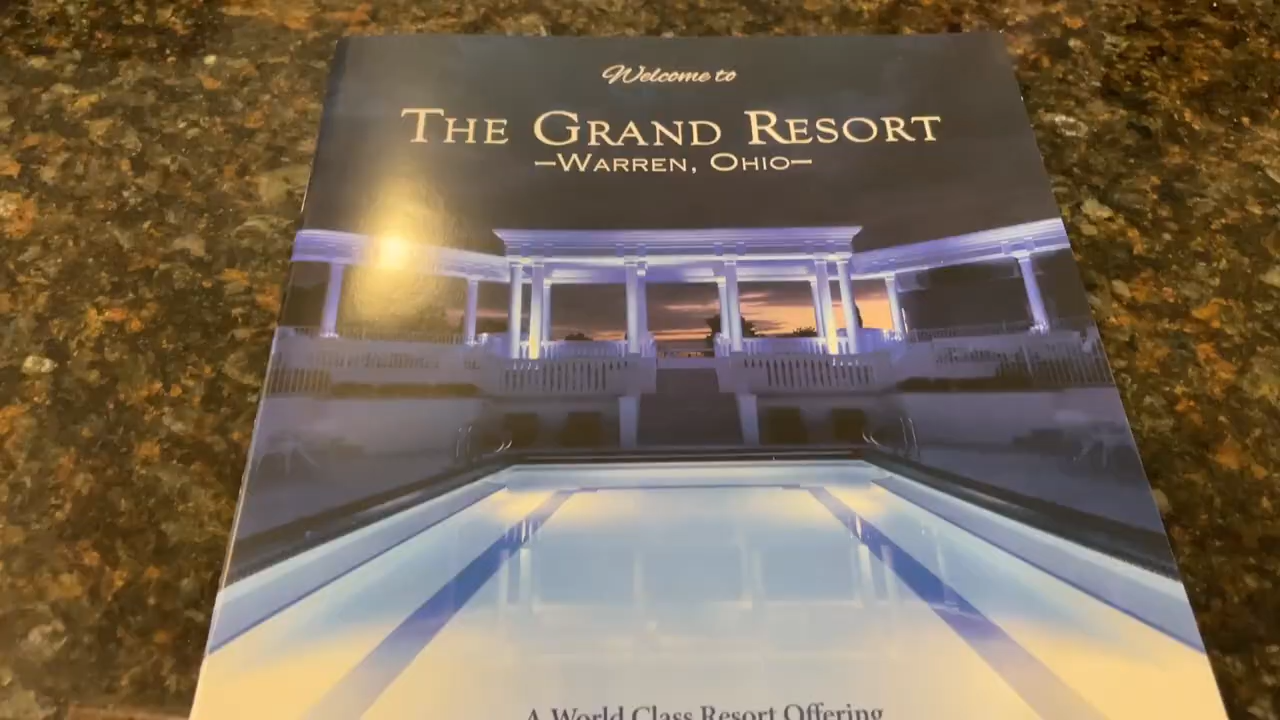 Welcome to
THE GRAND RESORT
—WARREN, OHIO—
A World Class Resort Offering